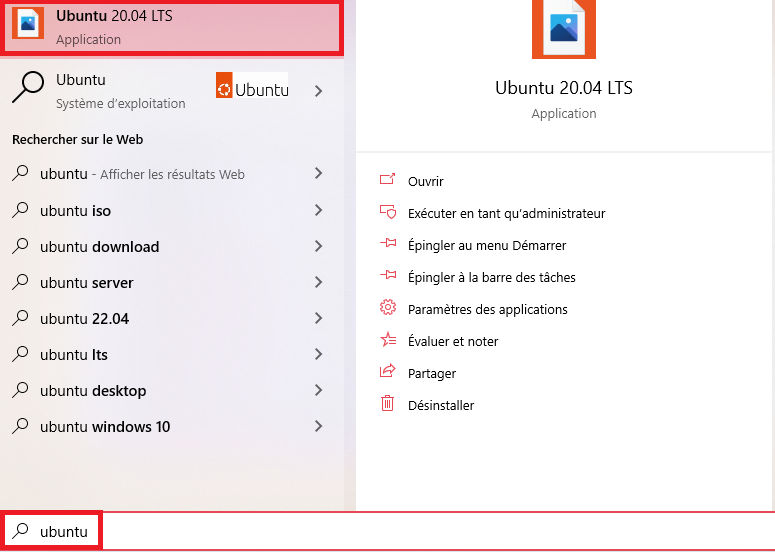 Ubuntu 20.04 LTS
Application
Ubuntu
Système d'exploitation
Ubuntu
Rechercher sur le Web
ubuntu - Afficher les résultats Web
ubuntu iso
ubuntu download
ubuntu server
ubuntu 22.04
ubuntu lts
ubuntu desktop
ubuntu windows 10
Ubuntu 20.04 LTS
Application
Ouvrir
Exécuter en tant qu'administrateur
Épingler au menu Démarrer
Épingler à la barre des tâches
Paramètres des applications
Évaluer et noter
Partager
Désinstaller
ubuntu